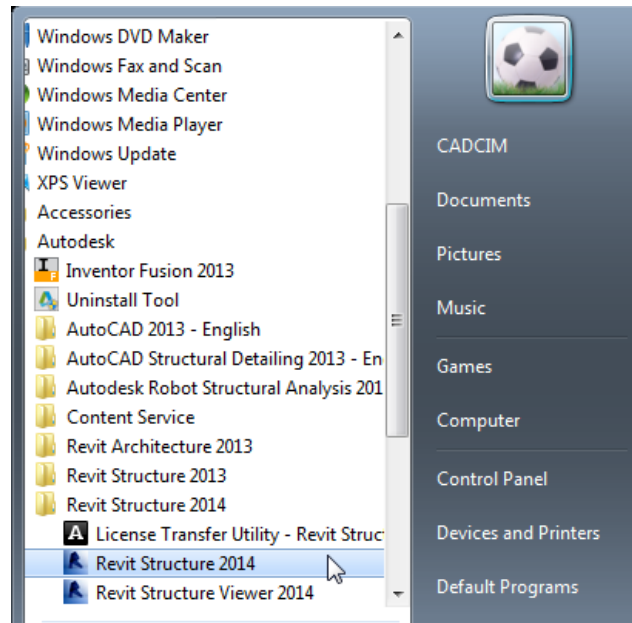 Windows DVD Maker
Windows Fax and Scan
Windows Media Center
Windows Media Player
Windows Update
XPS Viewer
Accessories
Autodesk
Inventor Fusion 2013
Uninstall Tool
AutoCAD 2013 - English
AutoCAD Structural Detailing 2013 - En
Autodesk Robot Structural Analysis 201
Content Service
Revit Architecture 2013
Revit Structure 2013
Revit Structure 2014
License Transfer Utility - Revit Struc
Revit Structure 2014
Revit Structure Viewer 2014
CADCIM
Documents
Pictures
Music
Games
Computer
Control Panel
Devices and Printers
Default Programs